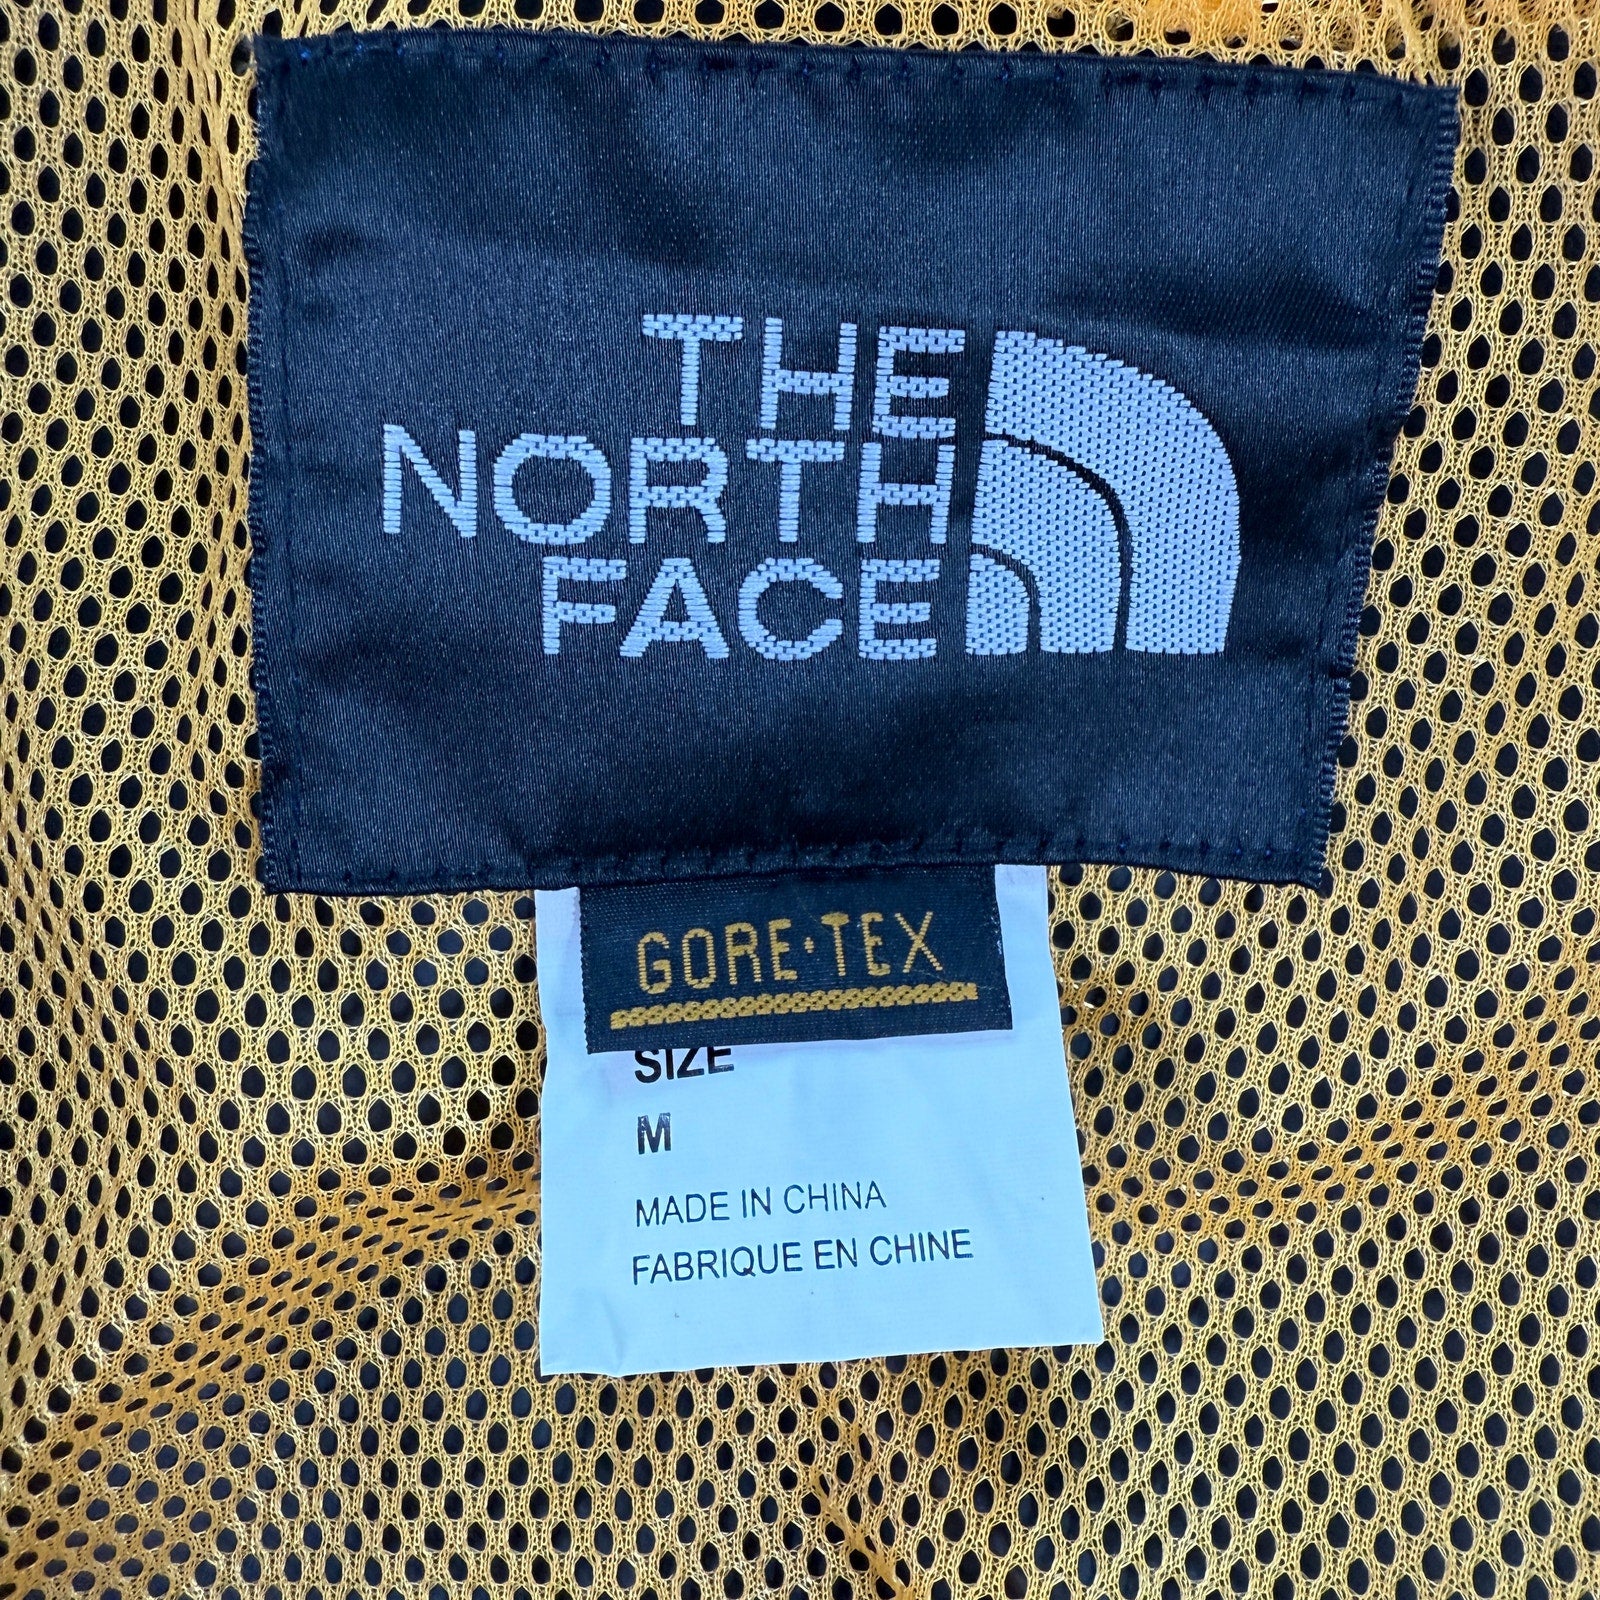 THE
NORTH
FACE
GORE·TEX
SIZE
M
MADE IN CHINA
FABRIQUE EN CHINE